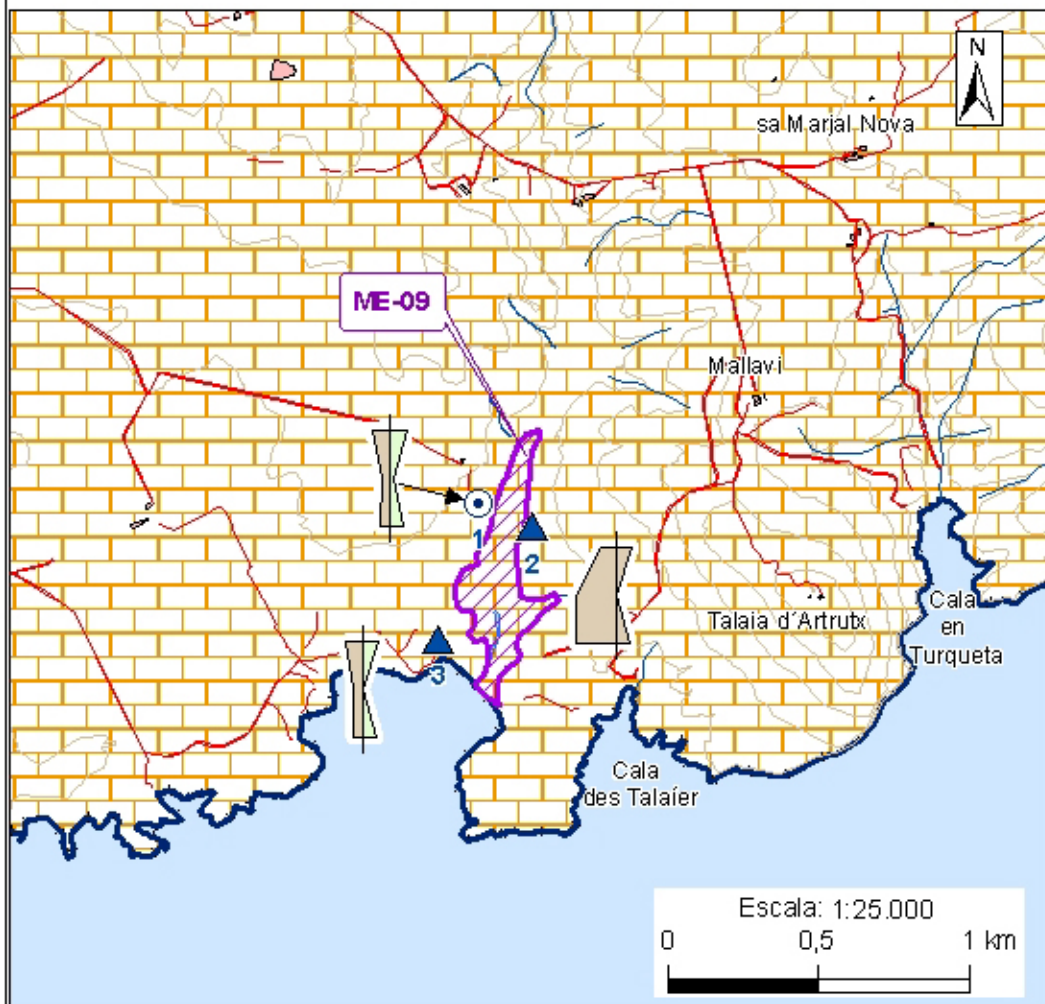 N
sa Marjal Nova
ME-09
Mallaví
1
2
Talaia d´Artrutx
Cala
en
Turqueta
3
Cala
des Talaíer
Escala: 1:25.000
0 0,5 1 km